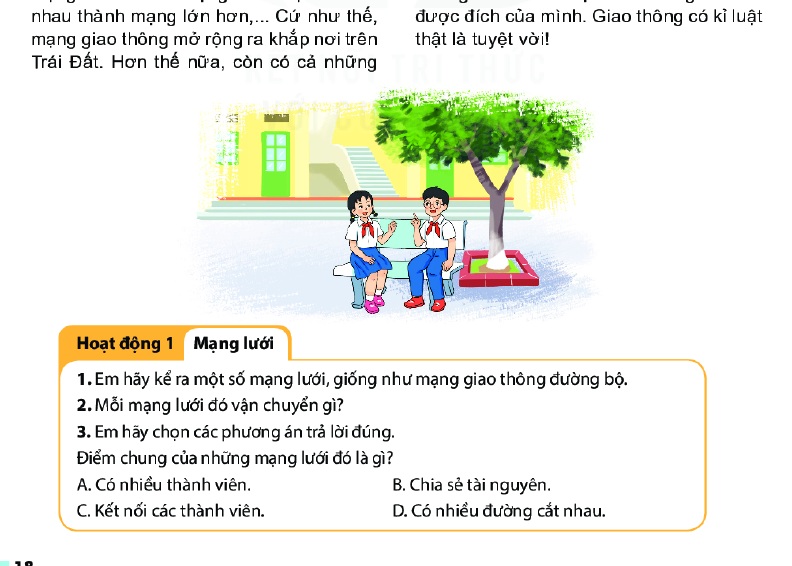 nhau thành mạng lớn hơn,... Cứ như thế,
mạng giao thông mở rộng ra khắp nơi trên
Trái Đất. Hơn thế nữa, còn có cả những
được đích của mình. Giao thông có kỉ luật
thật là tuyệt vời!
Hoạt động 1 Mạng lưới
1. Em hãy kể ra một số mạng lưới, giống như mạng giao thông đường bộ.
2. Mỗi mạng lưới đó vận chuyển gì?
3. Em hãy chọn các phương án trả lời đúng.
Điểm chung của những mạng lưới đó là gì?
A. Có nhiều thành viên. B. Chia sẻ tài nguyên.
C. Kết nối các thành viên. D. Có nhiều đường cắt nhau.